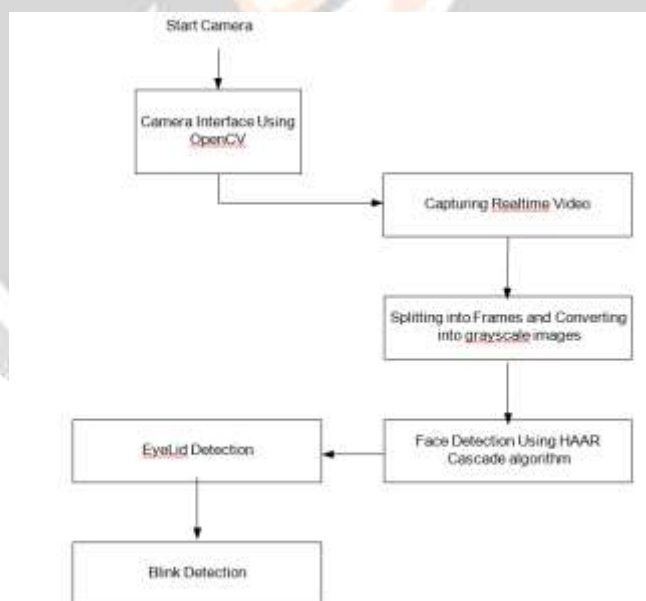 Start Camera
Camera Interface Using
OpenCV
Capturing Realtime Video
Splitting into Frames and Converting
into grayscale images
Face Detection Using HAAR
Cascade algorithm
EyeLid Detection
Blink Detection